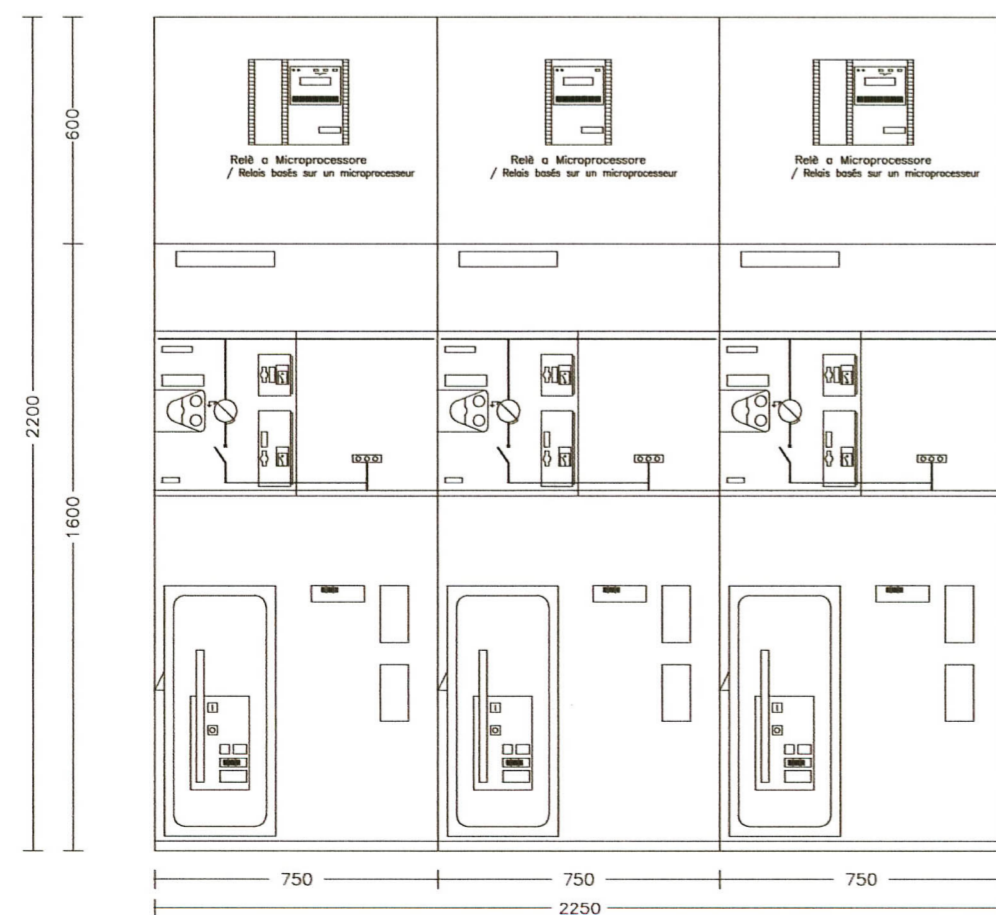 Relè a Microprocessore
/ Relais basés sur un microprocesseur
Relè a Microprocessore
/ Relais basés sur un microprocesseur
Relè a Microprocessore
/ Relais basés sur un microprocesseur
600
2200
1600
750
750
750
2250